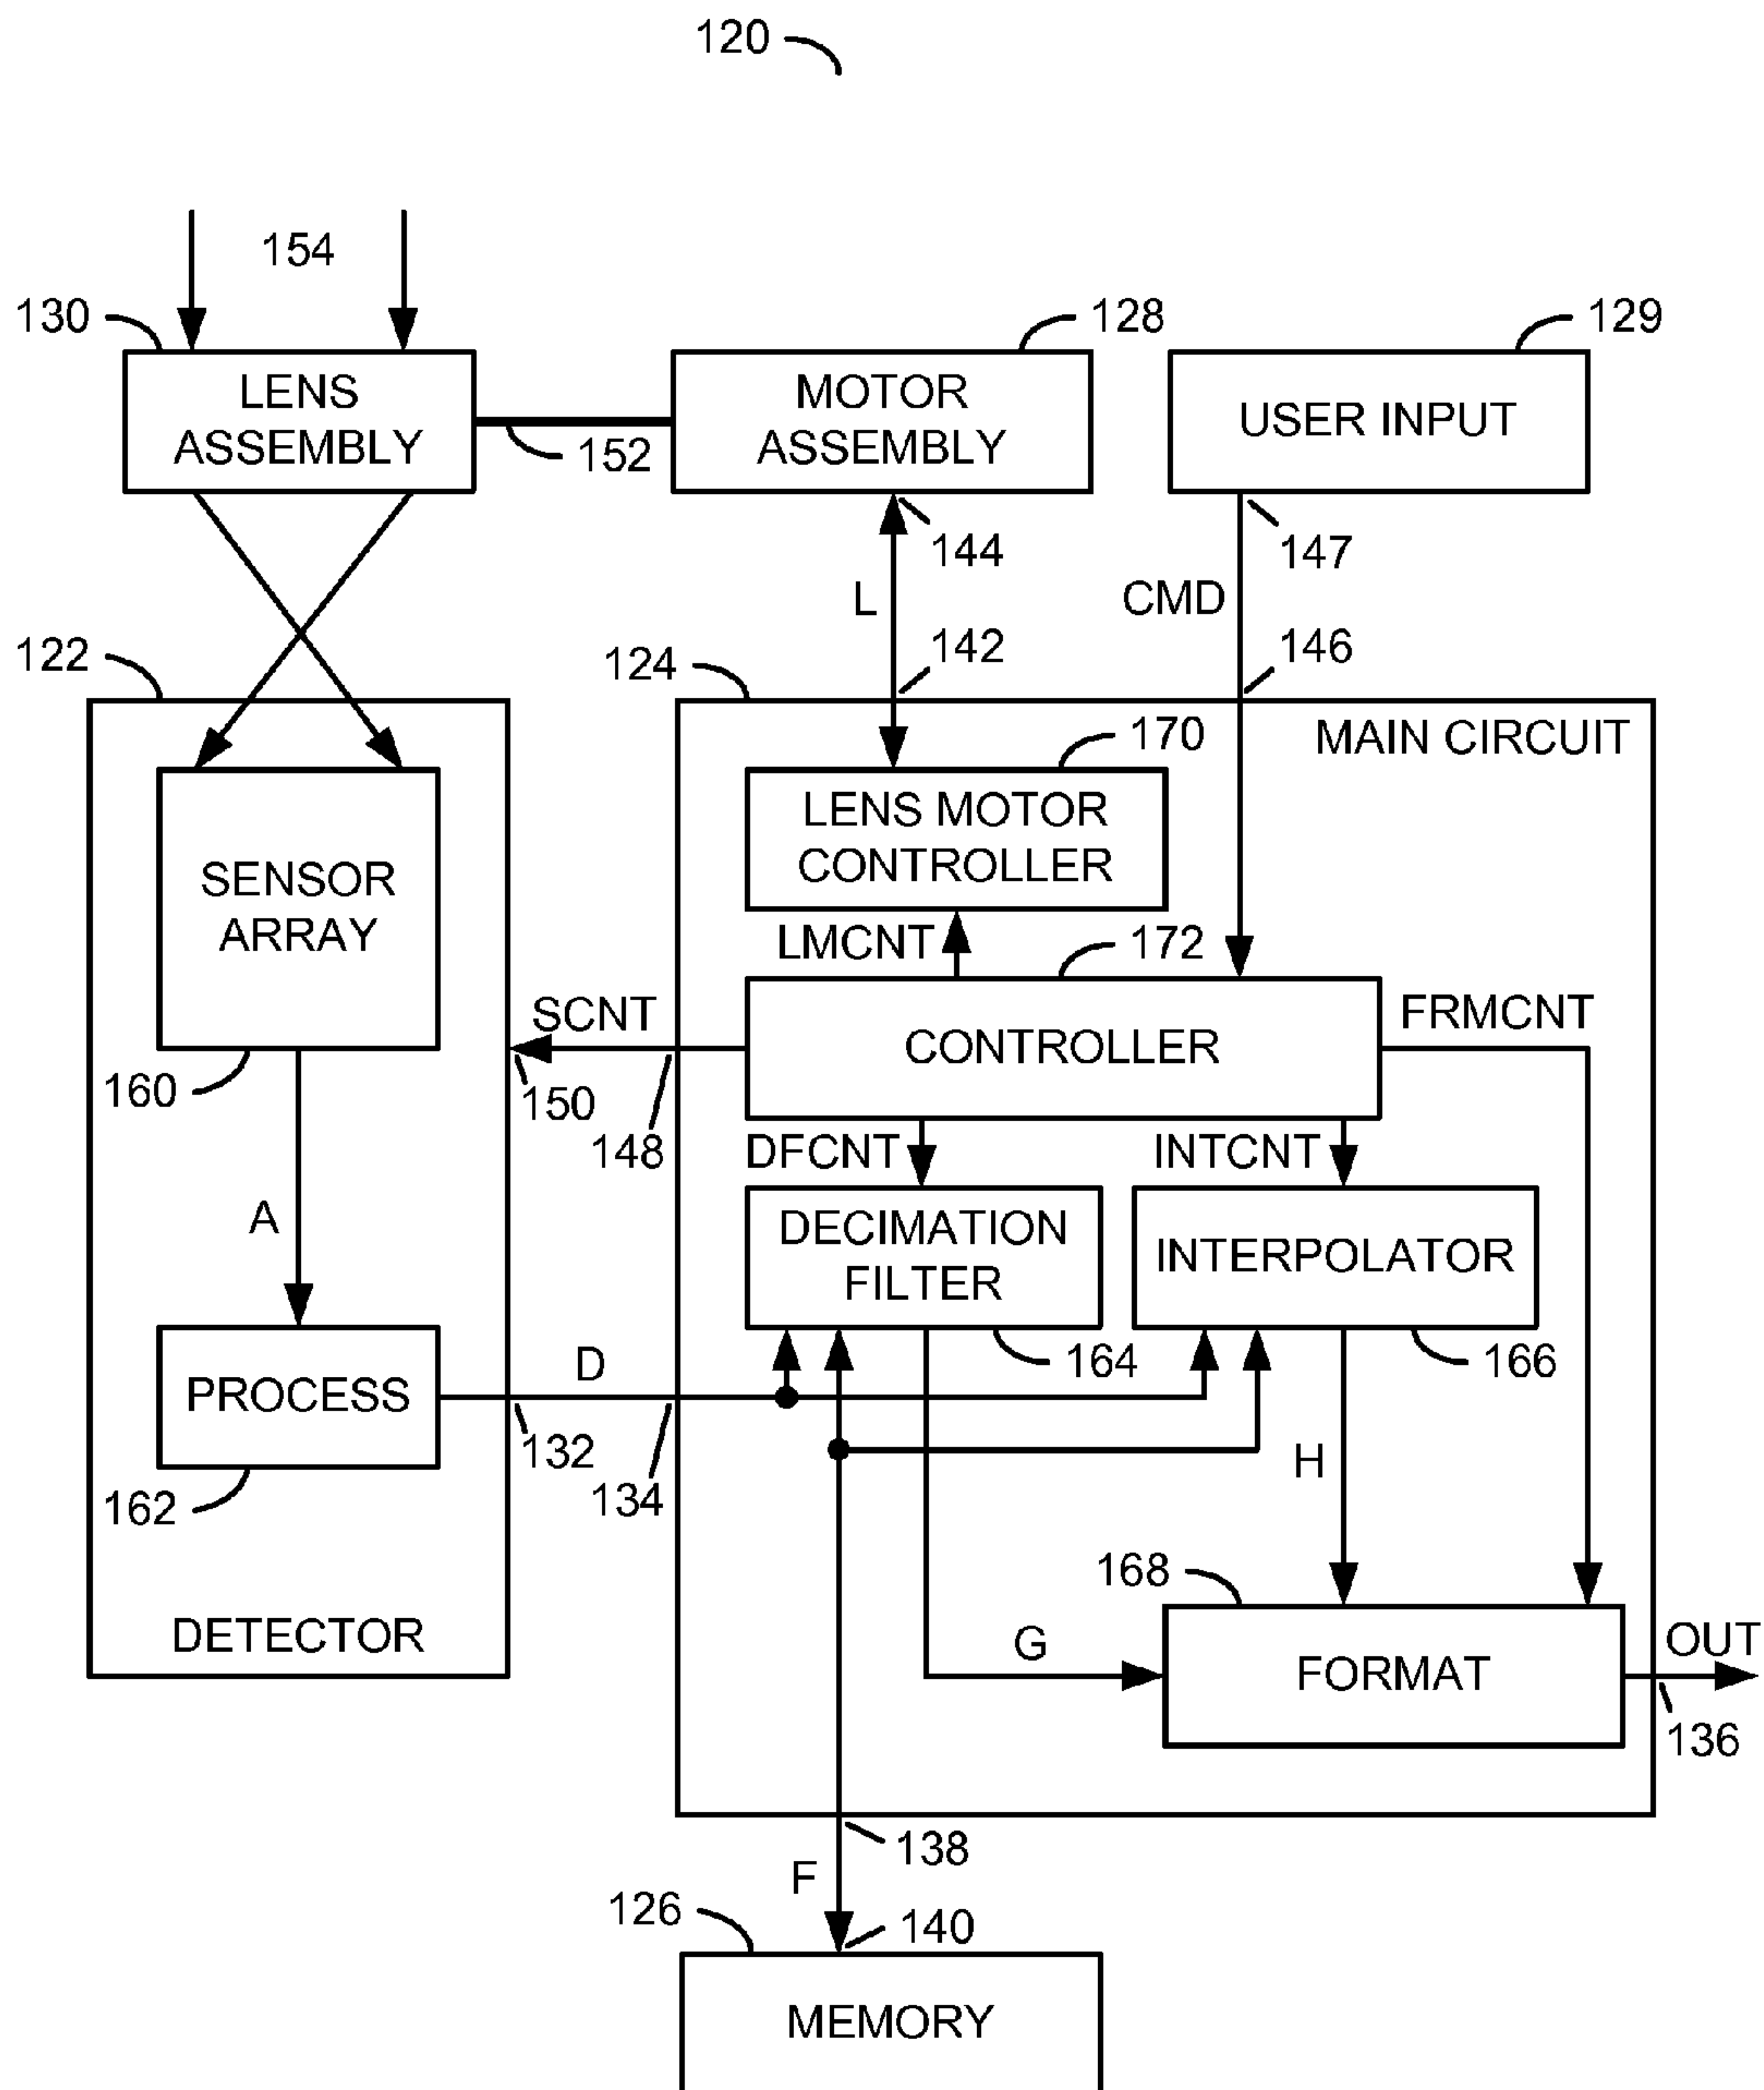 120
154
130
128
129
LENS
ASSEMBLY
MOTOR
ASSEMBLY
USER INPUT
152
144
147
L
CMD
142
146
122
124
MAIN CIRCUIT
170
LENS MOTOR
CONTROLLER
SENSOR
ARRAY
LMCNT
172
SCNT
CONTROLLER
FRMCNT
160
150
148
DFCNT
INTCNT
A
DECIMATION
FILTER
INTERPOLATOR
D
164
166
PROCESS
132
134
H
162
168
DETECTOR
G
FORMAT
OUT
136
138
F
126
140
MEMORY